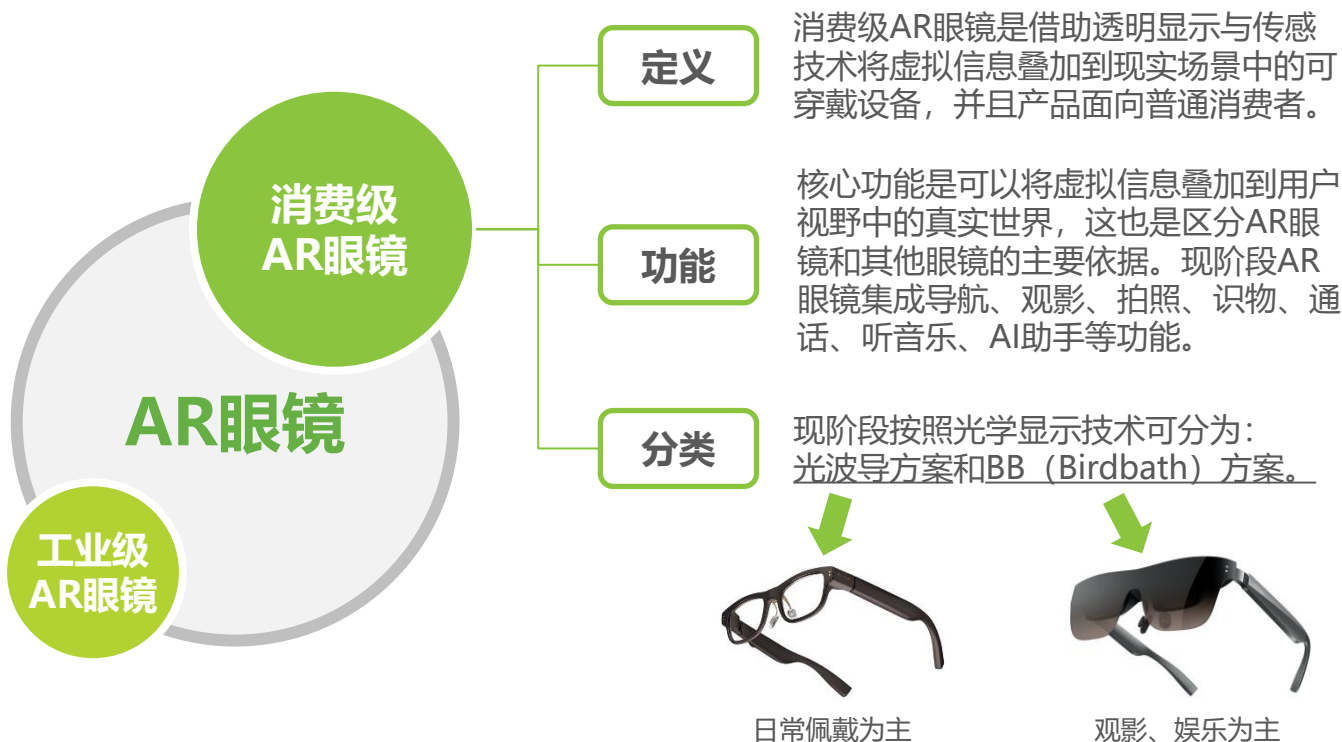 消费级
AR眼镜
AR眼镜
工业级
AR眼镜
定义
消费级AR眼镜是借助透明显示与传感
技术将虚拟信息叠加到现实场景中的可
穿戴设备，并且产品面向普通消费者。
功能
核心功能是可以将虚拟信息叠加到用户
视野中的真实世界，这也是区分AR眼
镜和其他眼镜的主要依据。现阶段AR
眼镜集成导航、观影、拍照、识物、通
话、听音乐、AI助手等功能。
分类
现阶段按照光学显示技术可分为：
光波导方案和BB（Birdbath）方案。
日常佩戴为主
观影、娱乐为主